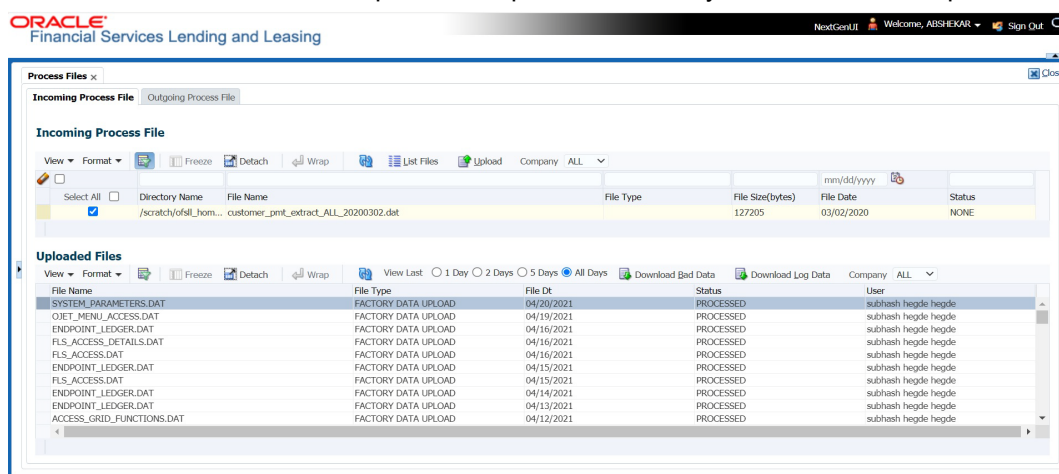 ORACLE
Financial Services Lending and Leasing
NextGenUI Welcome, ABSHEKAR Sign Out
Process Files × Clos
Incoming Process File Outgoing Process File
Incoming Process File
View Format Freeze Detach Wrap List Files Upload Company ALL
mm/dd/yyyy
Select All Directory Name File Name File Type File Size(bytes) File Date Status
/scratch/ofsll_hom... customer_pmt_extract_ALL_20200302.dat 127205 03/02/2020 NONE
Uploaded Files
View Format Freeze Detach Wrap View Last 1 Day 2 Days 5 Days All Days Download Bad Data Download Log Data Company ALL
File Name File Type File Dt Status User
SYSTEM_PARAMETERS.DAT FACTORY DATA UPLOAD 04/20/2021 PROCESSED subhash hegde hegde
OJET_MENU_ACCESS.DAT FACTORY DATA UPLOAD 04/19/2021 PROCESSED subhash hegde hegde
ENDPOINT_LEDGER.DAT FACTORY DATA UPLOAD 04/16/2021 PROCESSED subhash hegde hegde
FLS_ACCESS_DETAILS.DAT FACTORY DATA UPLOAD 04/16/2021 PROCESSED subhash hegde hegde
FLS_ACCESS.DAT FACTORY DATA UPLOAD 04/16/2021 PROCESSED subhash hegde hegde
ENDPOINT_LEDGER.DAT FACTORY DATA UPLOAD 04/15/2021 PROCESSED subhash hegde hegde
FLS_ACCESS.DAT FACTORY DATA UPLOAD 04/15/2021 PROCESSED subhash hegde hegde
ENDPOINT_LEDGER.DAT FACTORY DATA UPLOAD 04/14/2021 PROCESSED subhash hegde hegde
ENDPOINT_LEDGER.DAT FACTORY DATA UPLOAD 04/13/2021 PROCESSED subhash hegde hegde
ACCESS_GRID_FUNCTIONS.DAT FACTORY DATA UPLOAD 04/12/2021 PROCESSED subhash hegde hegde